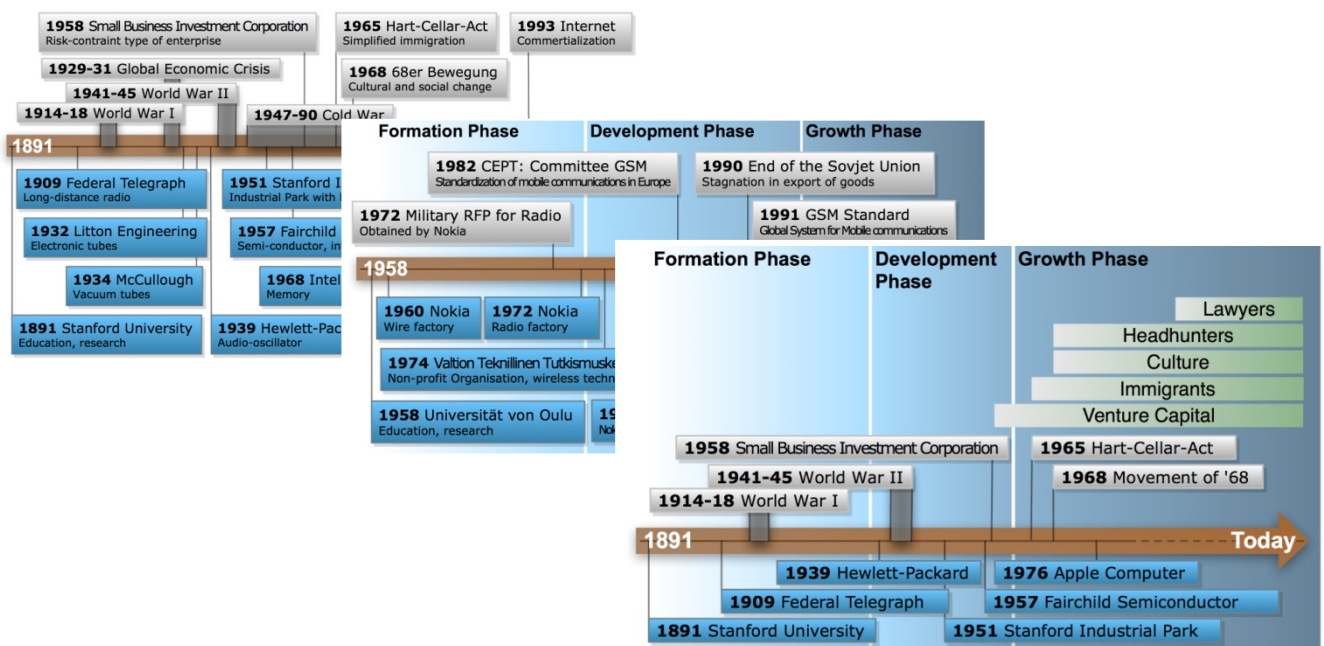 1958 Small Business Investment Corporation
Risk-contraint type of enterprise
1965 Hart-Cellar-Act
Simplified immigration
1993 Internet
Commertialization
1929-31 Global Economic Crisis
1968 68er Bewegung
Cultural and social change
1941-45 World War II
1914-18 World War I
1947-90 Cold War
1891
1909 Federal Telegraph
Long-distance radio
1951 Stanford I
Industrial Park with
1932 Litton Engineering
Electronic tubes
1957 Fairchild
Semi-conductor, in
1934 McCullough
Vacuum tubes
1968 Intel
Memory
1891 Stanford University
Education, research
1939 Hewlett-Pac
Audio-oscillator
Formation Phase
Development Phase
Growth Phase
1982 CEPT: Committee GSM
Standardization of mobile communications in Europe
1990 End of the Sovjet Union
Stagnation in export of goods
1972 Military RFP for Radio
Obtained by Nokia
1991 GSM Standard
Global System for Mobile communications
1958
1960 Nokia
Wire factory
1972 Nokia
Radio factory
1974 Valtion Teknillinen Tutkismuske
Non-profit Organisation, wireless techn
1958 Universität von Oulu
Education, research
19
Nok
Formation Phase
Development
Phase
Growth Phase
Lawyers
Headhunters
Culture
Immigrants
Venture Capital
1958 Small Business Investment Corporation
1965 Hart-Cellar-Act
1941-45 World War II
1968 Movement of '68
1914-18 World War I
1891
Today
1939 Hewlett-Packard
1976 Apple Computer
1909 Federal Telegraph
1957 Fairchild Semiconductor
1891 Stanford University
1951 Stanford Industrial Park